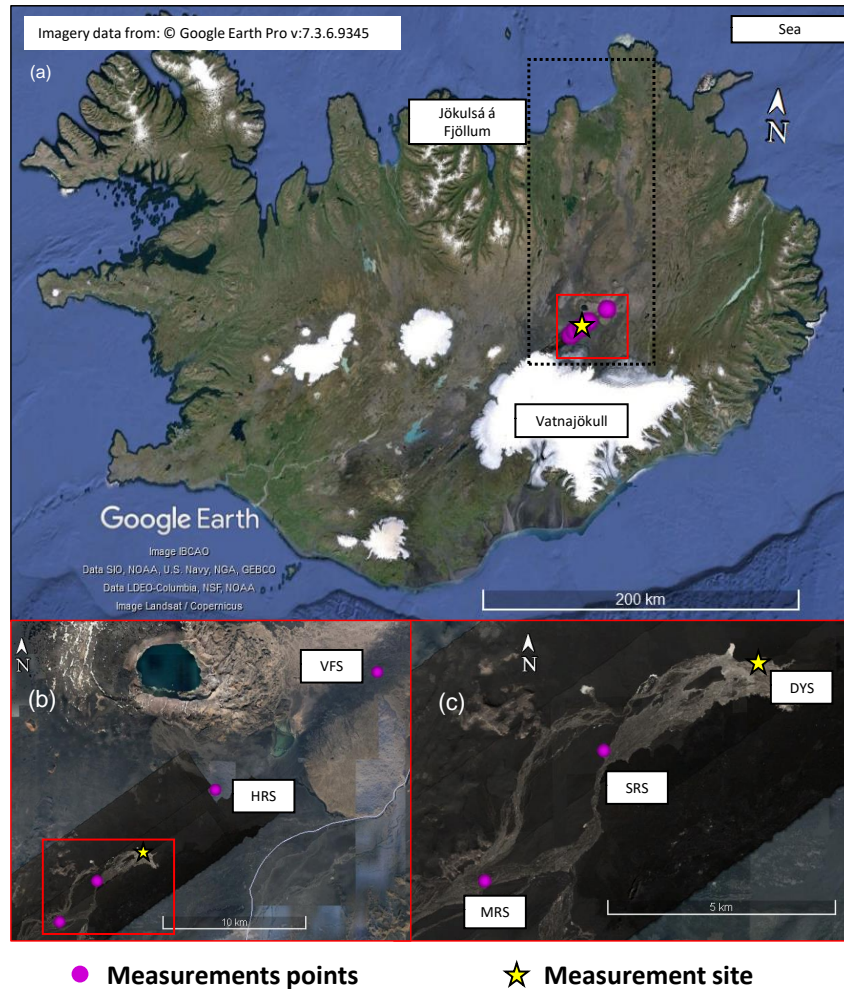 Imagery data from: © Google Earth Pro v:7.3.6.9345
Sea
(a)
Jökulsá á
Fjöllum
N
Vatnajökull
Google Earth
Image IBCAO
Data SIO, NOAA, U.S. Navy, NGA, GEBCO
Data LDEO-Columbia, NSF, NOAA
Image Landsat / Copernicus
200 km
N
VFS
(b)
HRS
10 km
N
(c)
DYS
SRS
MRS
5 km
Measurements points
Measurement site